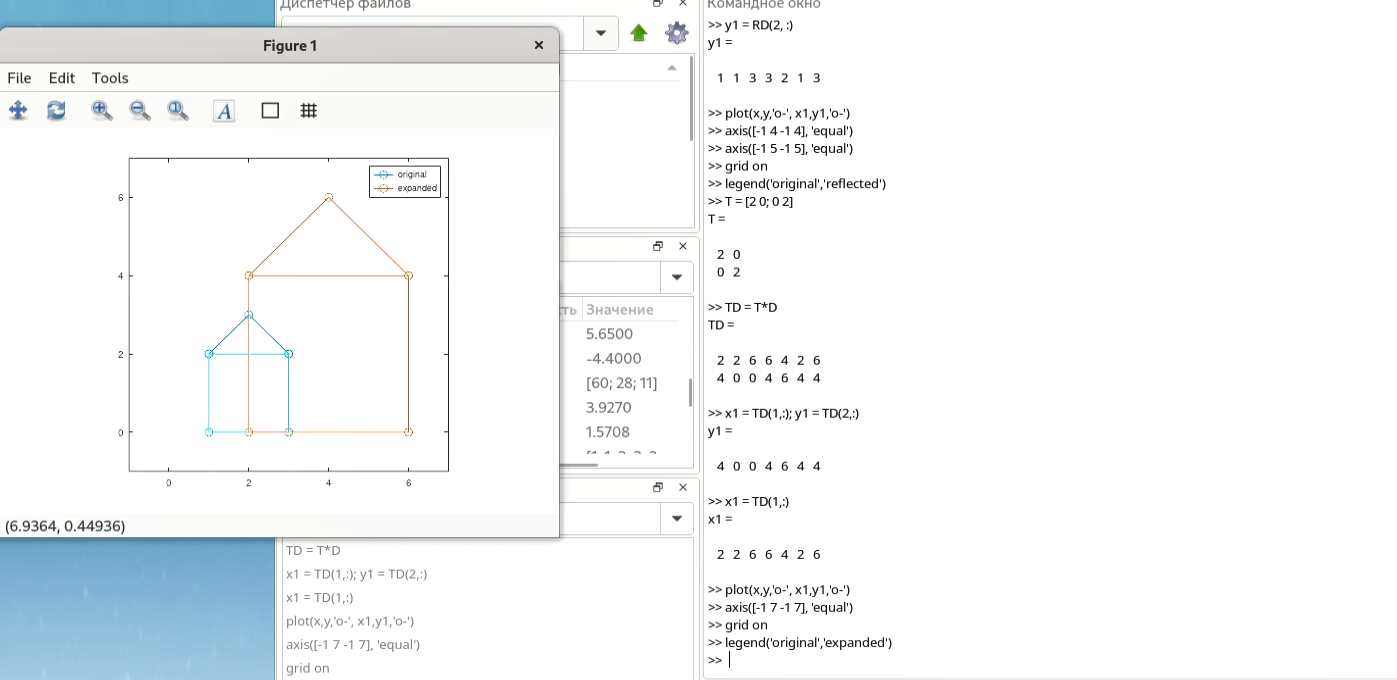 Диспетчер файлов
Figure 1
File Edit Tools
original
expanded
6
4
2
0
0 2 4 6
(6.9364, 0.44936)
Значение
5.6500
-4.4000
[60; 28; 11]
3.9270
1.5708
TD = T*D
x1 = TD(1,:); y1 = TD(2,:)
x1 = TD(1,:)
plot(x,y,'o-', x1,y1,'o-')
axis([-1 7 -1 7], 'equal')
grid on
Командное окно
>> y1 = RD(2, :)
y1 =
1 1 3 3 2 1 3
>> plot(x,y,'o-', x1,y1,'o-')
>> axis([-1 4 -1 4], 'equal')
>> axis([-1 5 -1 5], 'equal')
>> grid on
>> legend('original','reflected')
>> T = [2 0; 0 2]
T =
2 0
0 2
>> TD = T*D
TD =
2 2 6 6 4 2 6
4 0 0 4 6 4 4
>> x1 = TD(1,:); y1 = TD(2,:)
y1 =
4 0 0 4 6 4 4
>> x1 = TD(1,:)
x1 =
2 2 6 6 4 2 6
>> plot(x,y,'o-', x1,y1,'o-')
>> axis([-1 7 -1 7], 'equal')
>> grid on
>> legend('original','expanded')
>>